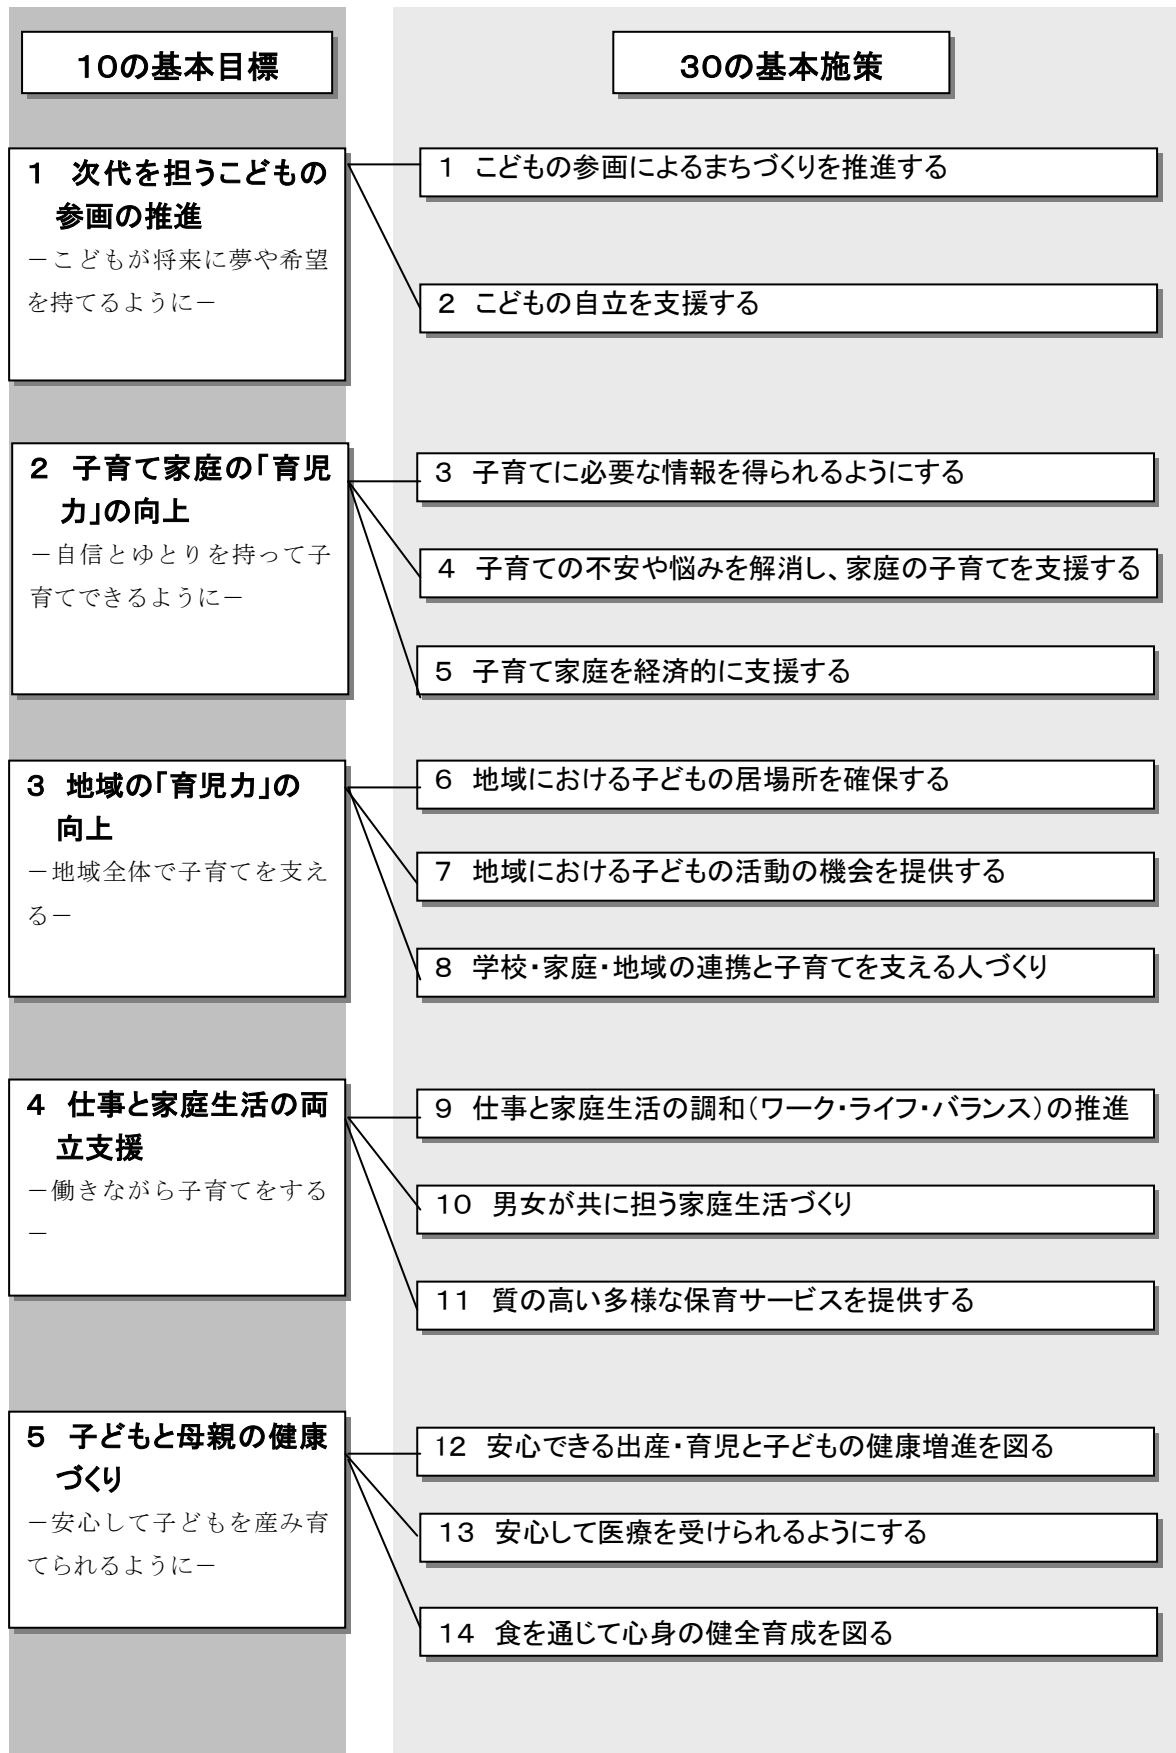 10の基本目標
30の基本施策
1 次代を担うこどもの
参画の推進
－こどもが将来に夢や希望
を持てるように－
1 こどもの参画によるまちづくりを推進する
2 こどもの自立を支援する
2 子育て家庭の「育児
力」の向上
－自信とゆとりを持って子
育てできるように－
3 子育てに必要な情報を得られるようにする
4 子育ての不安や悩みを解消し、家庭の子育てを支援する
5 子育て家庭を経済的に支援する
3 地域の「育児力」の
向上
－地域全体で子育てを支え
る－
6 地域における子どもの居場所を確保する
7 地域における子どもの活動の機会を提供する
8 学校・家庭・地域の連携と子育てを支える人づくり
4 仕事と家庭生活の両
立支援
－働きながら子育てをする
－
9 仕事と家庭生活の調和（ワーク・ライフ・バランス）の推進
10 男女が共に担う家庭生活づくり
11 質の高い多様な保育サービスを提供する
5 子どもと母親の健康
づくり
－安心して子どもを産み育
てられるように－
12 安心できる出産・育児と子どもの健康増進を図る
13 安心して医療を受けられるようにする
14 食を通じて心身の健全育成を図る